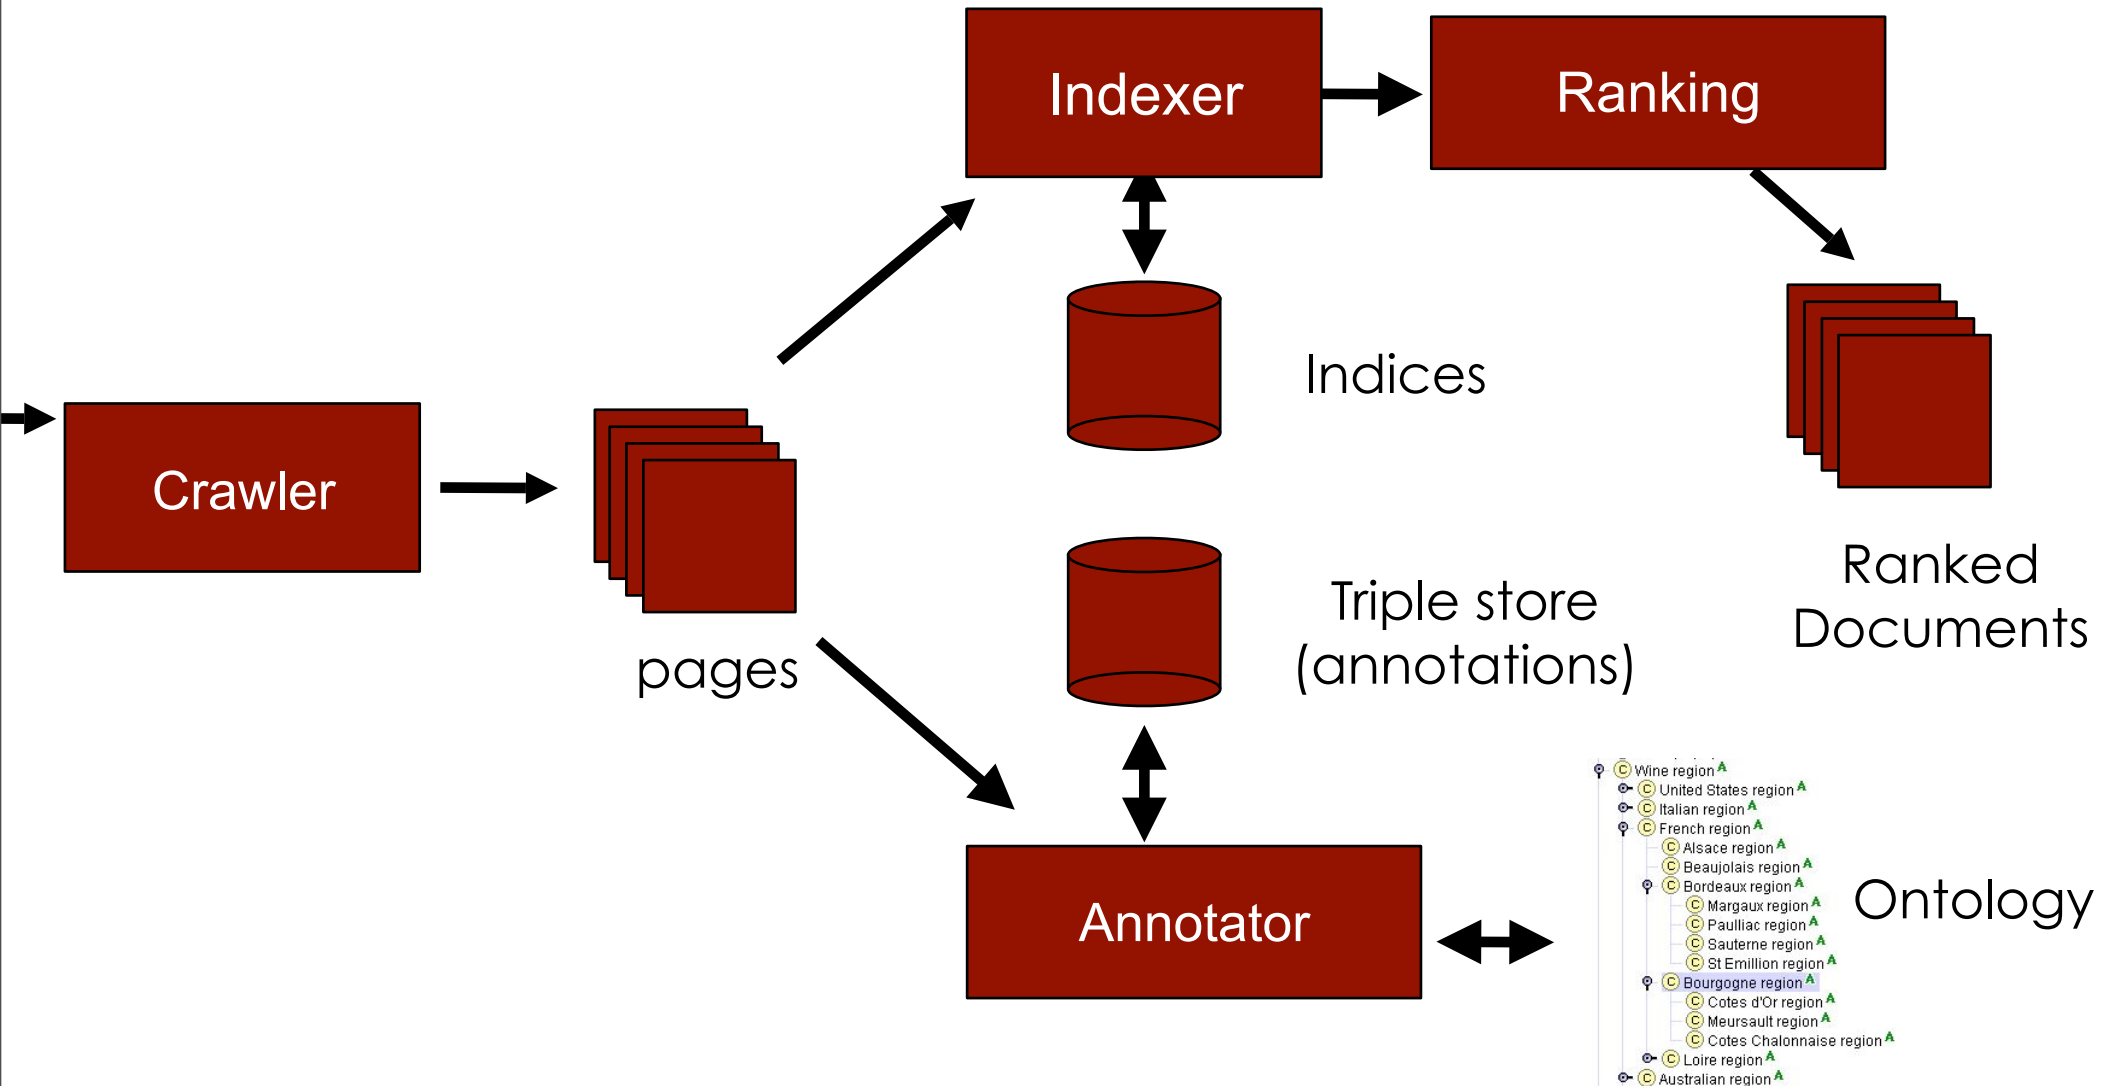 Indexer
Ranking
Indices
Crawler
Ranked
Documents
Triple store
(annotations)
pages
Annotator
Ontology
C Wine region A
C United States region A
C Italian region A
C French region A
C Alsace region A
C Beaujolais region A
C Bordeaux region A
C Margaux region A
C Paulliac region A
C Sauterne region A
C St Emillion region A
C Bourgogne region A
C Cotes d'Or region A
C Meursault region A
C Cotes Chalonnaise region A
C Loire region A
C Australian region A